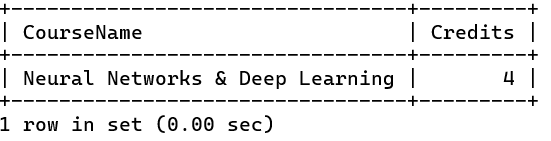 +---------------------------------+---------+
| CourseName                      | Credits |
+---------------------------------+---------+
| Neural Networks & Deep Learning |       4 |
+---------------------------------+---------+
1 row in set (0.00 sec)